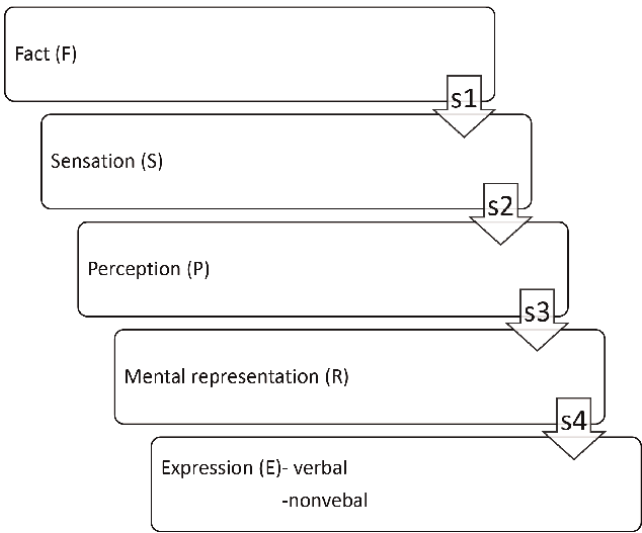 Fact (F)
s1
Sensation (S)
s2
Perception (P)
s3
Mental representation (R)
s4
Expression (E)- verbal
-nonvebal